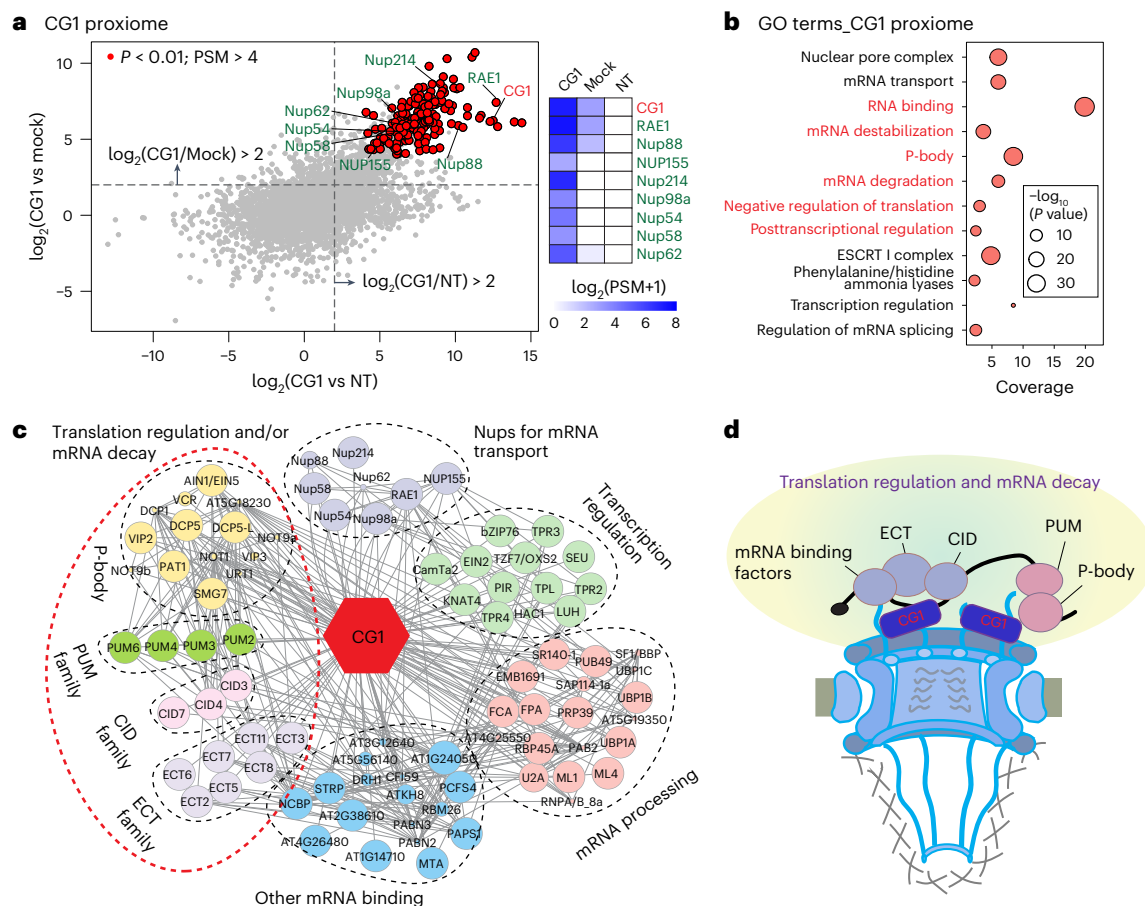 a CG1 proxiome
P < 0.01; PSM > 4
log2(CG1/Mock) > 2
log2(CG1/NT) > 2
Nup214
RAE1
CG1
Nup98a
Nup62
Nup54
Nup58
NUP155
Nup88
log2(CG1 vs mock)
10
5
0
−5
−10
−5
0
5
10
15
log2(CG1 vs NT)
CG1
Mock
NT
CG1
RAE1
Nup88
NUP155
Nup214
Nup98a
Nup54
Nup58
Nup62
log2(PSM+1)
0 2 4 6 8
b GO terms_CG1 proxiome
Nuclear pore complex
mRNA transport
RNA binding
mRNA destabilization
P-body
mRNA degradation
Negative regulation of translation
Posttranscriptional regulation
ESCRT I complex
Phenylalanine/histidine
ammonia lyases
Transcription regulation
Regulation of mRNA splicing
−log10
(P value)
10
20
30
5 10 15 20
Coverage
c
Translation regulation and/or
mRNA decay
AIN1/EIN5
VCR
AT5G18230
DCP1
DCP5
DCP5-L
NOT9a
VIP2
NOT1
VIP3
NOT9b
PAT1
URT1
SMG7
P-body
PUM6
PUM4
PUM3
PUM2
PUM
family
CID3
CID4
CID7
CID
family
ECT11
ECT3
ECT7
ECT8
ECT6
ECT5
ECT2
ECT
family
Nups for mRNA
transport
Nup88
Nup214
Nup62
NUP155
Nup58
RAE1
Nup54
Nup98a
Transcription
regulation
bZIP76
TPR3
CamTa2
EIN2
TZF7/OXS2
SEU
PIR
TPL
TPR2
KNAT4
HAC1
LUH
TPR4
CG1
SR140-1
PUB49
SF1/BBP
UBP1C
EMB1691
SAP114-1a
UBP1B
FCA
FPA
PRP39
AT5G19350
AT4G25550
RBP45A
PAB2
UBP1A
U2A
ML1
ML4
RNPA/B_8a
mRNA processing
AT3G12640
AT5G56140
AT1G24050
DRH1
CFI59
STRP
ATKH8
PCFS4
NCBP
RBM26
AT2G38610
PABN3
PAPS1
AT4G26480
PABN2
AT1G14710
MTA
Other mRNA binding
d
Translation regulation and mRNA decay
ECT
CID
PUM
mRNA binding
factors
P-body
CG1
CG1